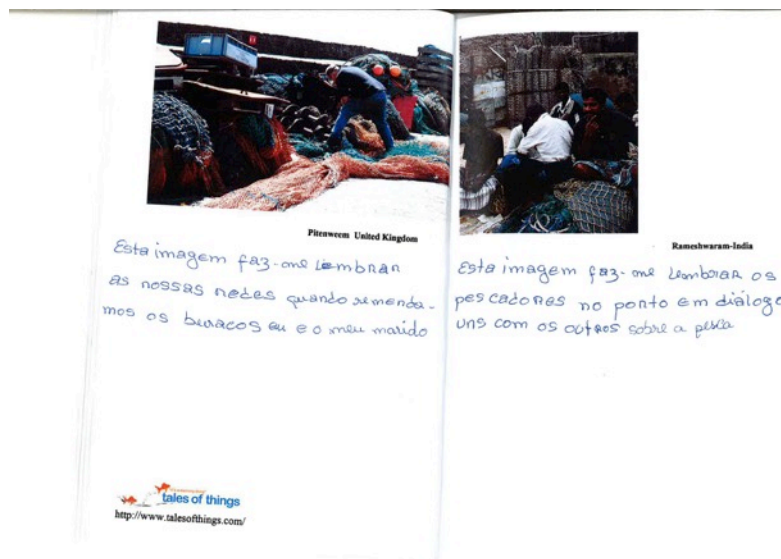 Pitenweem United Kingdom
Esta imagem faz-me lembrar
as nossas redes quando remenda-
mos os buracos eu e o meu marido
tales of things
http://www.talesofthings.com/
Rameshwaram-India
Esta imagem faz-me lembrar os
pescadores no porto em diálogo
uns com os outros sobre a pesca